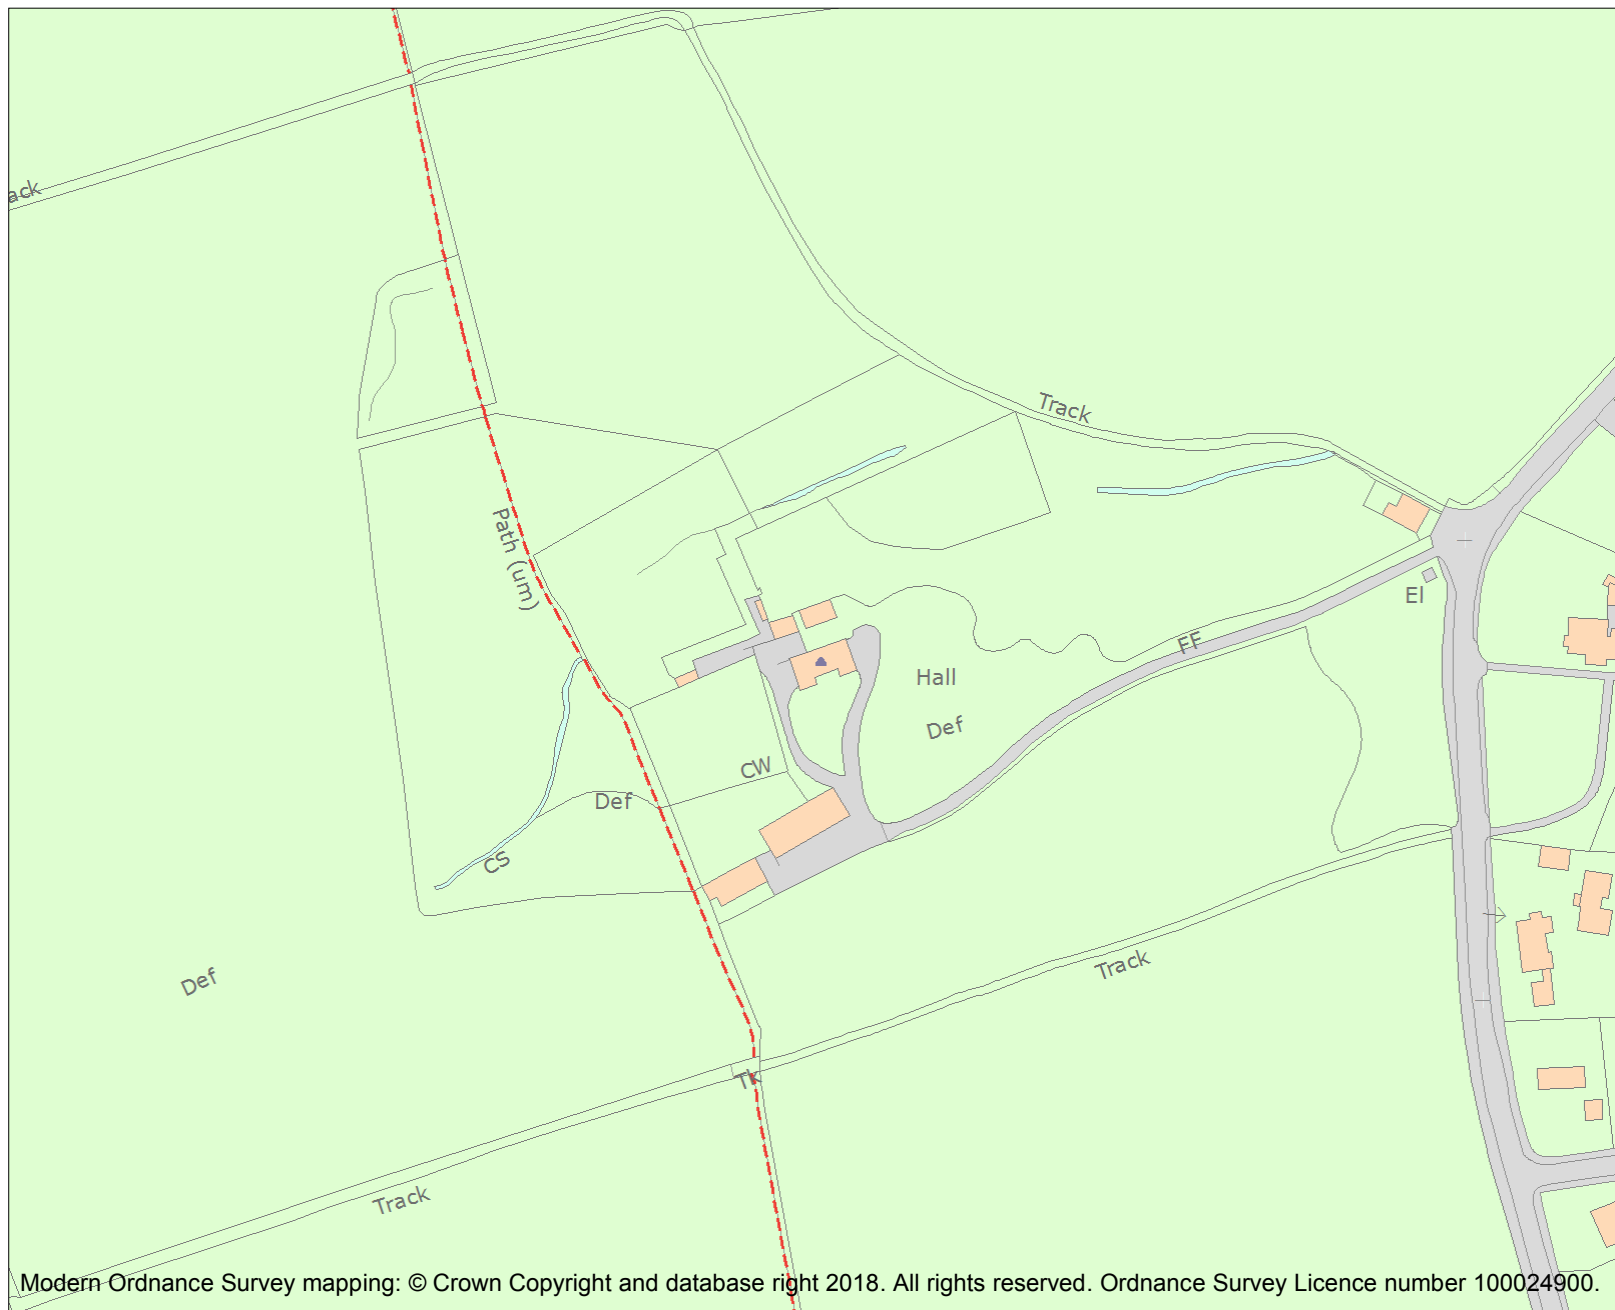 ack
Track
Path (um)
El
FF
Hall
Def
CW
Def
CS
Track
Def
Tk
Track
Modern Ordnance Survey mapping: © Crown Copyright and database right 2018. All rights reserved. Ordnance Survey Licence number 100024900.